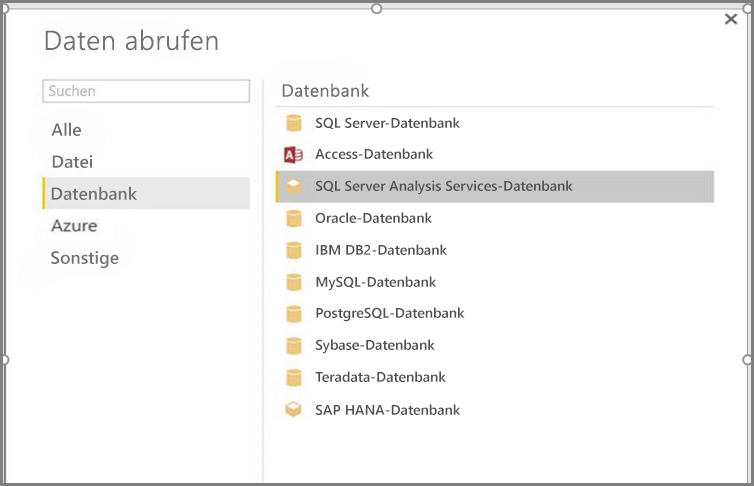 Daten abrufen
Suchen
Alle
Datei
Datenbank
Azure
Sonstige
Datenbank
SQL Server-Datenbank
Access-Datenbank
SQL Server Analysis Services-Datenbank
Oracle-Datenbank
IBM DB2-Datenbank
MySQL-Datenbank
PostgreSQL-Datenbank
Sybase-Datenbank
Teradata-Datenbank
SAP HANA-Datenbank